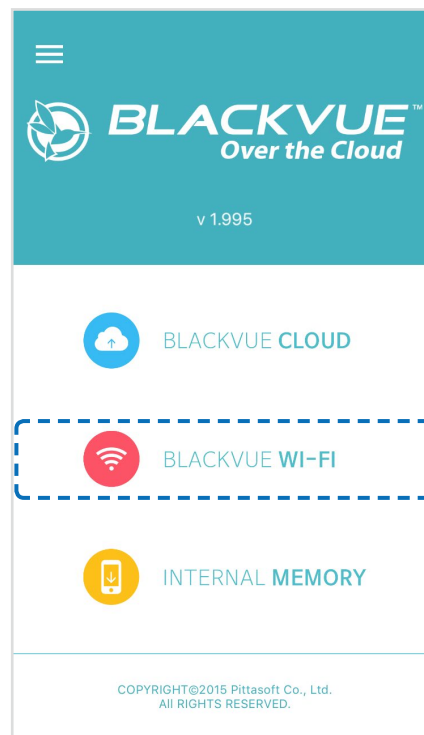 BLACKVUE™
Over the Cloud
v 1.995
BLACKVUE CLOUD
BLACKVUE WI-FI
INTERNAL MEMORY
COPYRIGHT©2015 Pittasoft Co., Ltd.
All RIGHTS RESERVED.